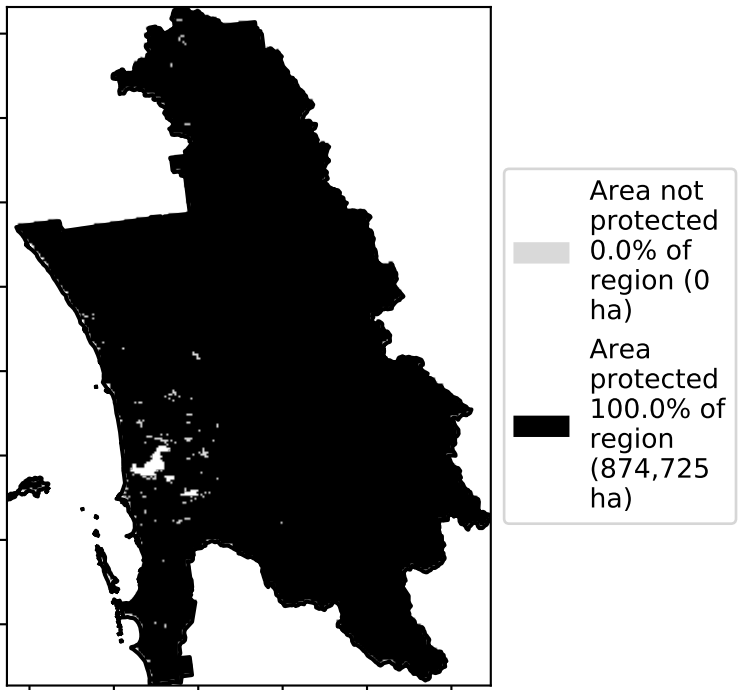 Area not
protected
0.0% of
region (0
ha)
Area
protected
100.0% of
region
(874,725
ha)